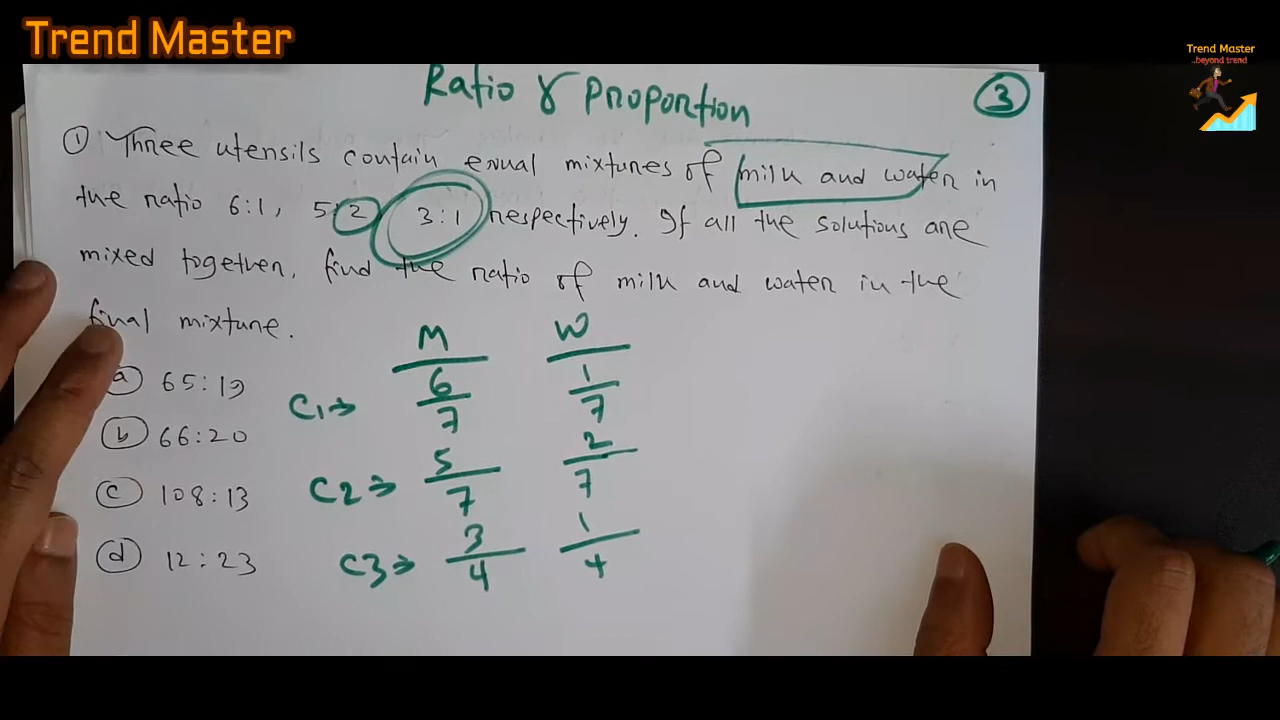 Trend Master
Trend Master
..beyond trend
Ratio & Proportion
3
① Three utensils contain equal mixtures of milk and water in
the ratio 6:1, 5:2, 3:1 respectively. If all the solutions are
mixed together, find the ratio of milk and water in the
final mixture.
M W
a 65:19
C1⇒ 6/7 1/7
b 66:20
C2⇒ 5/7 2/7
c 108:13
C3⇒ 3/4 1/4
d 12:23